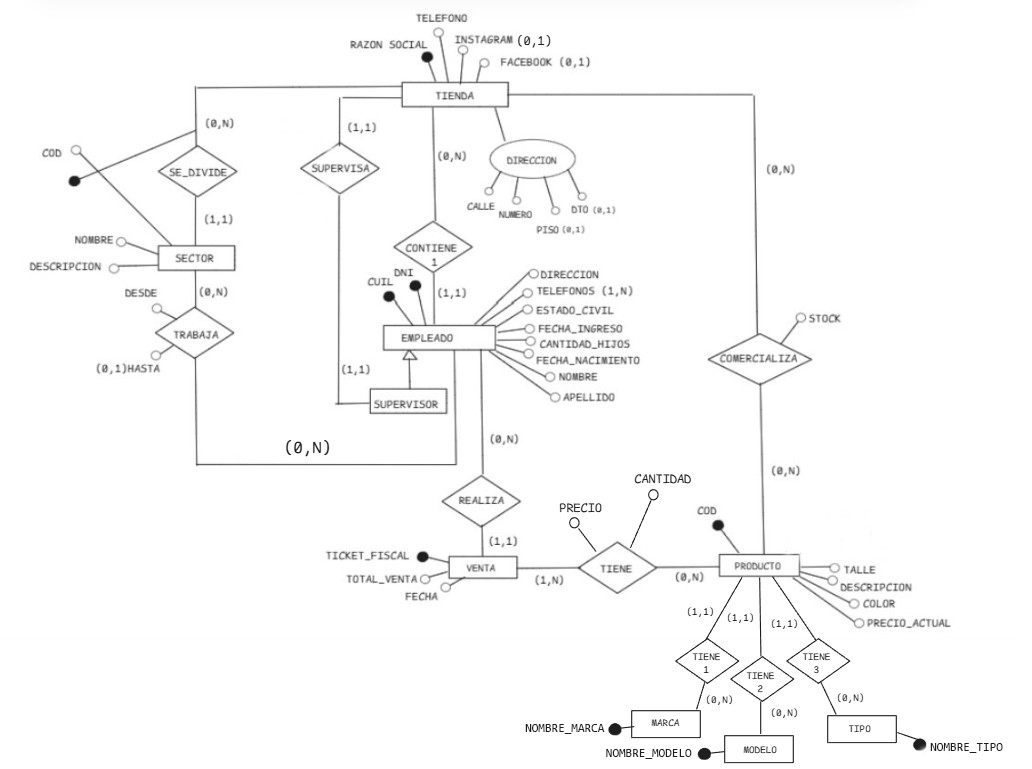 TELEFONO
INSTAGRAM (0,1)
RAZON SOCIAL
FACEBOOK (0,1)
TIENDA
(0,N)
(1,1)
(0,N)
COD
SE_DIVIDE
SUPERVISA
DIRECCION
(0,N)
CALLE
NUMERO
DTO (0,1)
PISO (0,1)
(1,1)
NOMBRE
DESCRIPCION
SECTOR
CONTIENE
1
DESDE
(0,N)
CUIL
DNI
(1,1)
DIRECCION
TELEFONOS (1,N)
ESTADO_CIVIL
FECHA_INGRESO
CANTIDAD_HIJOS
FECHA_NACIMIENTO
NOMBRE
APELLIDO
TRABAJA
(0,1)HASTA
EMPLEADO
STOCK
COMERCIALIZA
(1,1)
SUPERVISOR
(0,N)
(0,N)
(0,N)
REALIZA
PRECIO
CANTIDAD
COD
(1,1)
TICKET_FISCAL
TOTAL_VENTA
FECHA
VENTA
(1,N)
TIENE
(0,N)
PRODUCTO
TALLE
DESCRIPCION
COLOR
PRECIO_ACTUAL
(1,1)
(1,1)
(1,1)
TIENE
1
TIENE
2
TIENE
3
(0,N)
(0,N)
(0,N)
NOMBRE_MARCA
MARCA
NOMBRE_MODELO
MODELO
TIPO
NOMBRE_TIPO